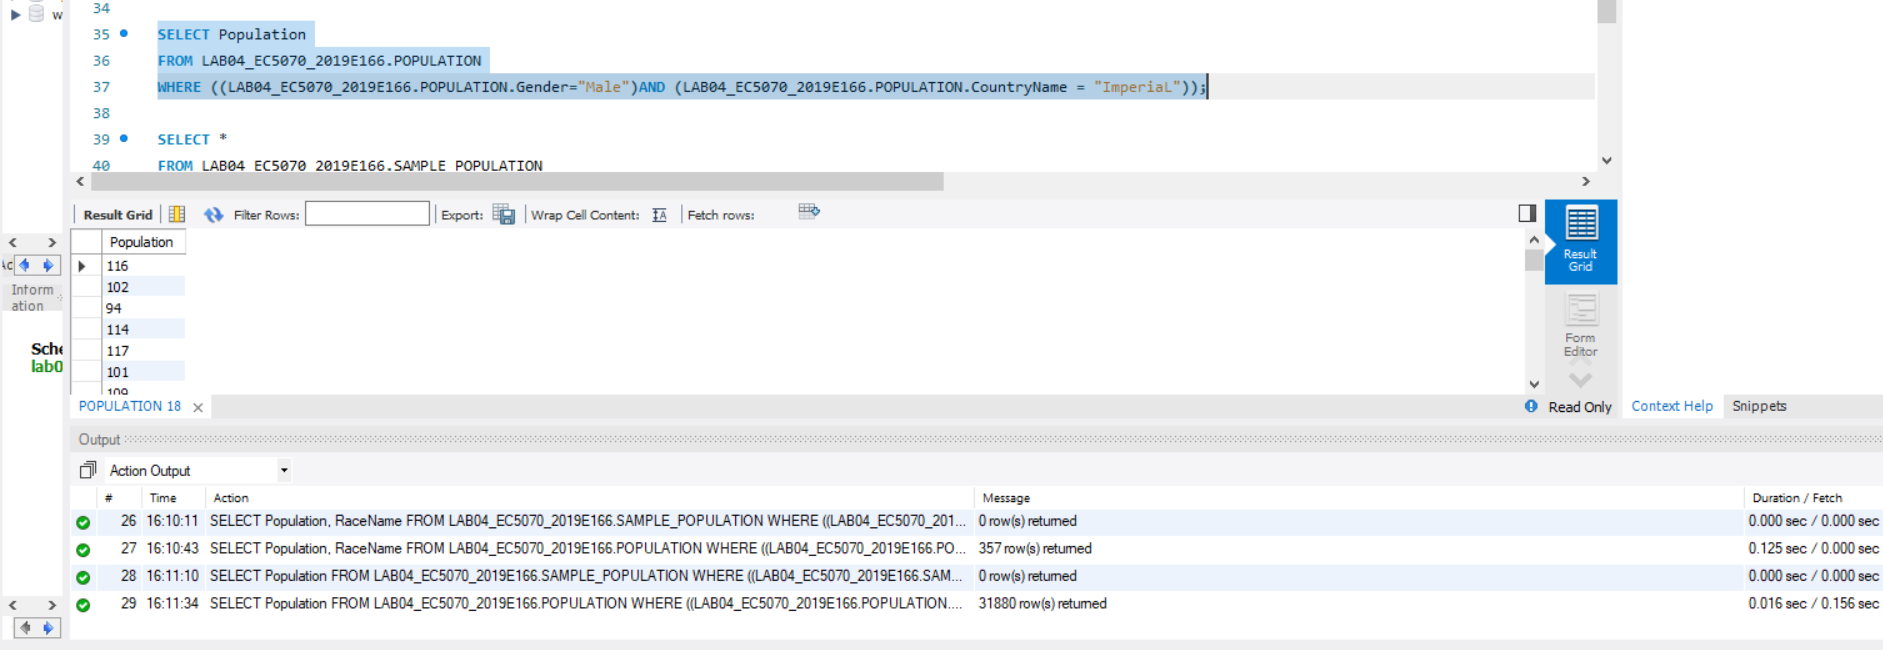 w
34
35 SELECT Population
36 FROM LAB04_EC5070_2019E166.POPULATION
37 WHERE ((LAB04_EC5070_2019E166.POPULATION.Gender="Male")AND (LAB04_EC5070_2019E166.POPULATION.CountryName = "ImperiaL"));
38
39 SELECT *
40 FROM LAB04_EC5070_2019E166.SAMPLE_POPULATION
Result Grid Filter Rows: Export: Wrap Cell Content: IA Fetch rows:
Population
116
102
94
114
117
101
109
Result
Grid
Form
Editor
Inform
ation
Sche
lab0
POPULATION 18 Read Only Context Help Snippets
Output
Action Output
# Time Action Message Duration / Fetch
26 16:10:11 SELECT Population, RaceName FROM LAB04_EC5070_2019E166.SAMPLE_POPULATION WHERE ((LAB04_EC5070_201... 0 row(s) returned 0.000 sec / 0.000 sec
27 16:10:43 SELECT Population, RaceName FROM LAB04_EC5070_2019E166.POPULATION WHERE ((LAB04_EC5070_2019E166.PO... 357 row(s) returned 0.125 sec / 0.000 sec
28 16:11:10 SELECT Population FROM LAB04_EC5070_2019E166.SAMPLE_POPULATION WHERE ((LAB04_EC5070_2019E166.SAM... 0 row(s) returned 0.000 sec / 0.000 sec
29 16:11:34 SELECT Population FROM LAB04_EC5070_2019E166.POPULATION WHERE ((LAB04_EC5070_2019E166.POPULATION.... 31880 row(s) returned 0.016 sec / 0.156 sec